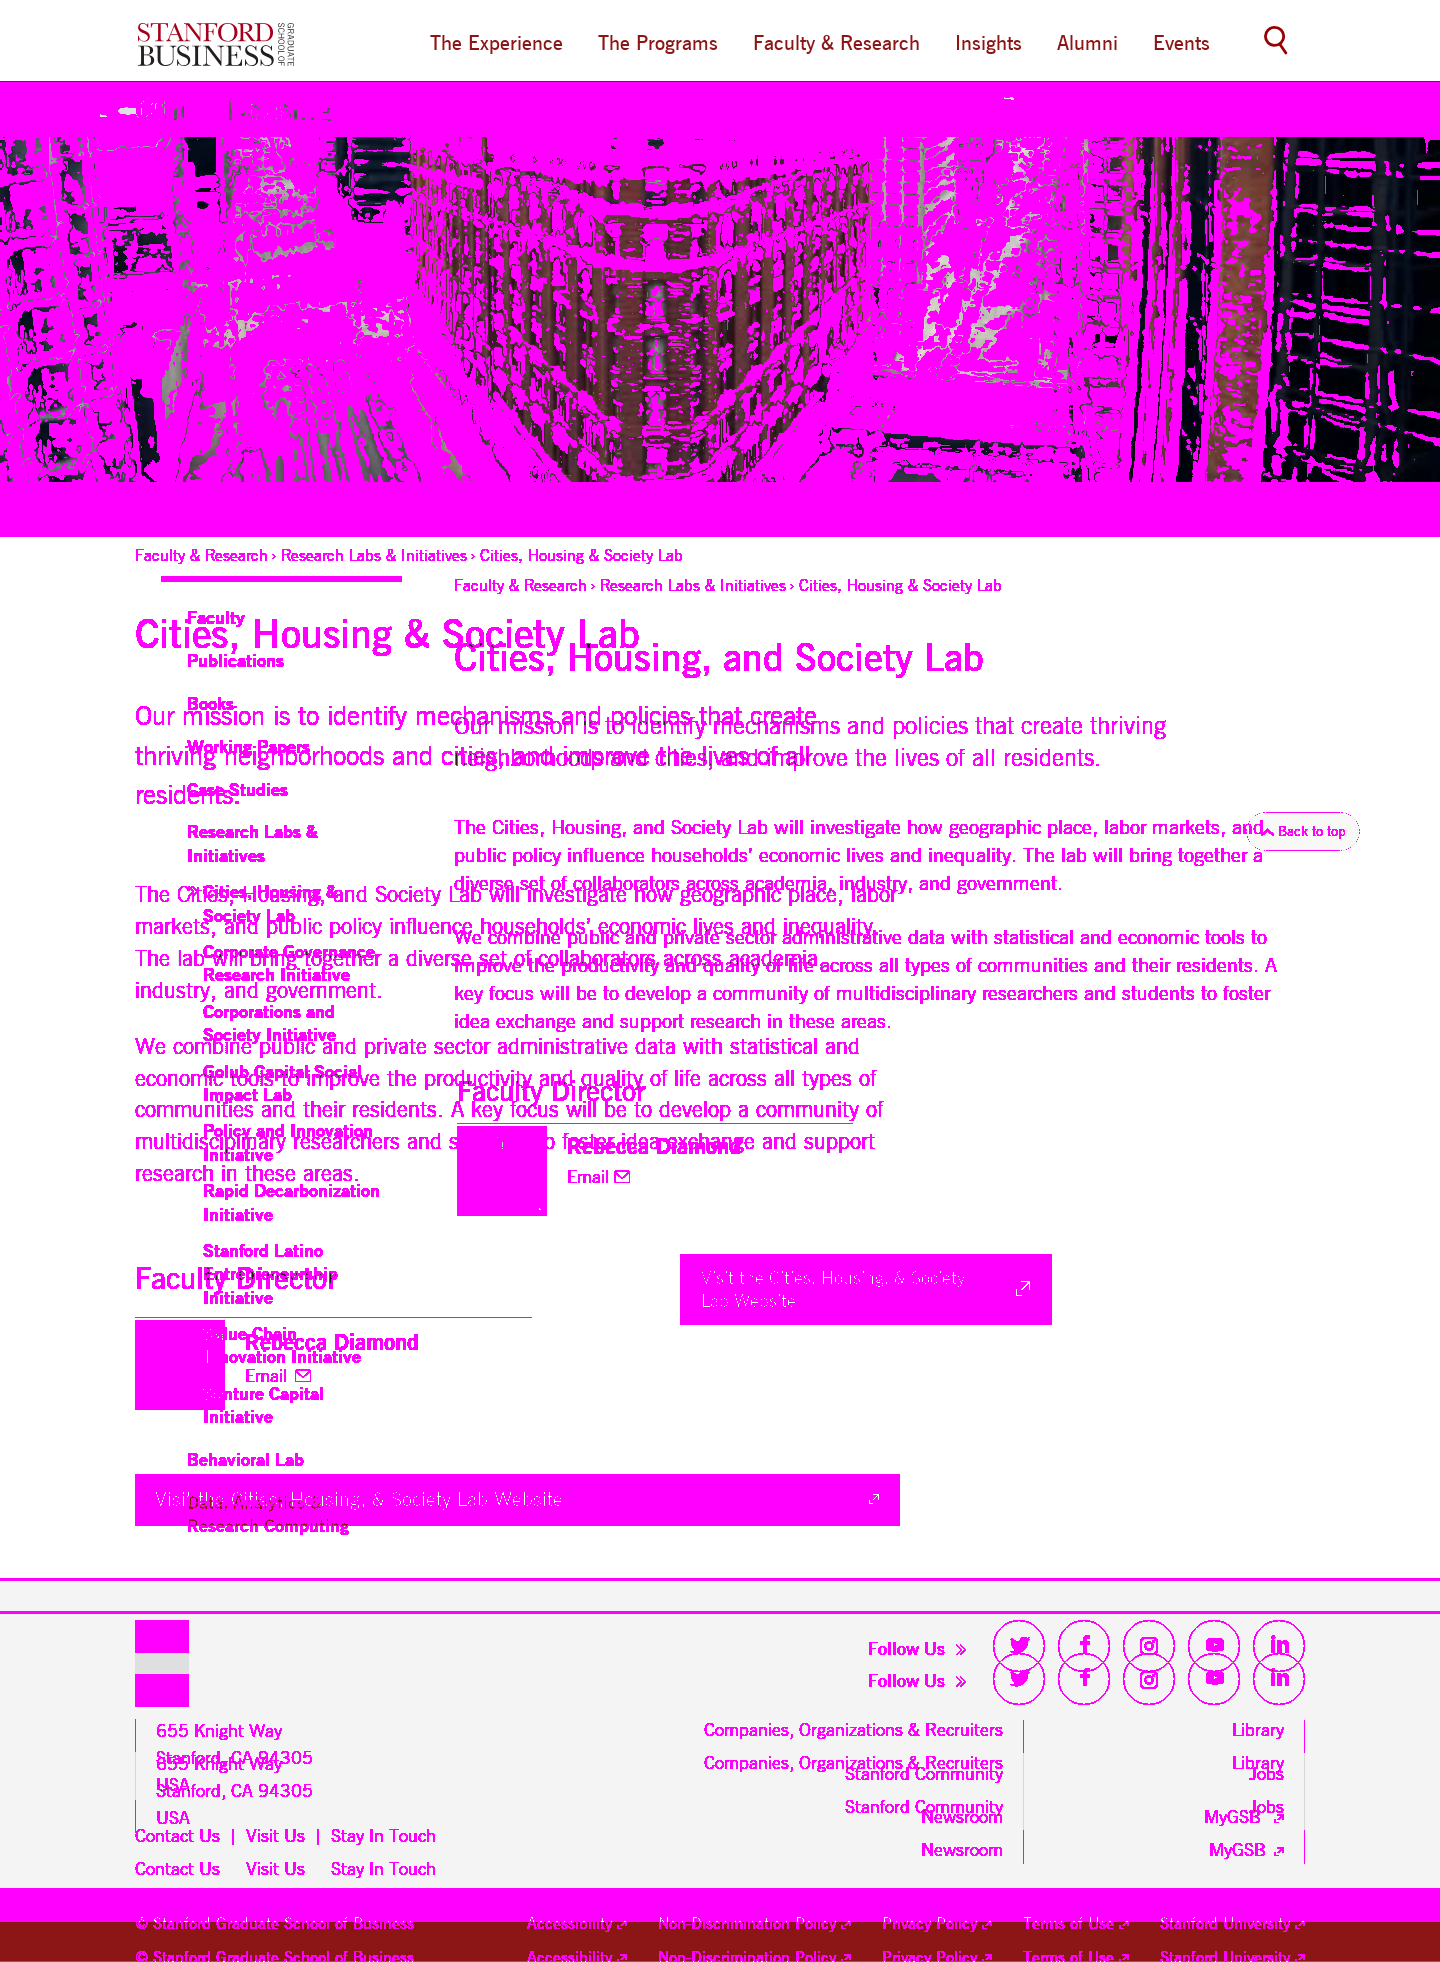 STANFORD
BUSINESS
GRADUATE
SCHOOL OF
The Experience
The Programs
Faculty & Research
Insights
Alumni
Events
Faculty & Research › Research Labs & Initiatives › Cities, Housing & Society Lab
Faculty & Research › Research Labs & Initiatives › Cities, Housing & Society Lab
Faculty
Publications
Books
Working Papers
Case Studies
Research Labs &
Initiatives
Cities, Housing &
Society Lab
Corporate Governance
Research Initiative
Corporations and
Society Initiative
Golub Capital Social
Impact Lab
Policy and Innovation
Initiative
Rapid Decarbonization
Initiative
Stanford Latino
Entrepreneurship
Initiative
Value Chain
Innovation Initiative
Venture Capital
Initiative
Behavioral Lab
Data, Analytics &
Research Computing
Cities, Housing & Society Lab
Our mission is to identify mechanisms and policies that create
thriving neighborhoods and cities, and improve the lives of all
residents.
The Cities, Housing, and Society Lab will investigate how geographic place, labor
markets, and public policy influence households’ economic lives and inequality.
The lab will bring together a diverse set of collaborators across academia,
industry, and government.
We combine public and private sector administrative data with statistical and
economic tools to improve the productivity and quality of life across all types of
communities and their residents. A key focus will be to develop a community of
multidisciplinary researchers and students to foster idea exchange and support
research in these areas.
Faculty Director
Rebecca Diamond
Email
Visit the Cities, Housing, & Society Lab Website
Cities, Housing, and Society Lab
Our mission is to identify mechanisms and policies that create thriving
neighborhoods and cities, and improve the lives of all residents.
The Cities, Housing, and Society Lab will investigate how geographic place, labor markets, and
public policy influence households’ economic lives and inequality. The lab will bring together a
diverse set of collaborators across academia, industry, and government.
We combine public and private sector administrative data with statistical and economic tools to
improve the productivity and quality of life across all types of communities and their residents. A
key focus will be to develop a community of multidisciplinary researchers and students to foster
idea exchange and support research in these areas.
Faculty Director
Rebecca Diamond
Email
Visit the Cities, Housing, & Society
Lab Website
Back to top
Follow Us
Follow Us
655 Knight Way
Stanford, CA 94305
USA
655 Knight Way
Stanford, CA 94305
USA
Contact Us | Visit Us | Stay In Touch
Contact Us Visit Us Stay In Touch
Companies, Organizations & Recruiters
Companies, Organizations & Recruiters
Stanford Community
Stanford Community
Newsroom
Newsroom
Library
Library
Jobs
Jobs
MyGSB
MyGSB
© Stanford Graduate School of Business Accessibility Non-Discrimination Policy Privacy Policy Terms of Use Stanford University
© Stanford Graduate School of Business Accessibility Non-Discrimination Policy Privacy Policy Terms of Use Stanford University